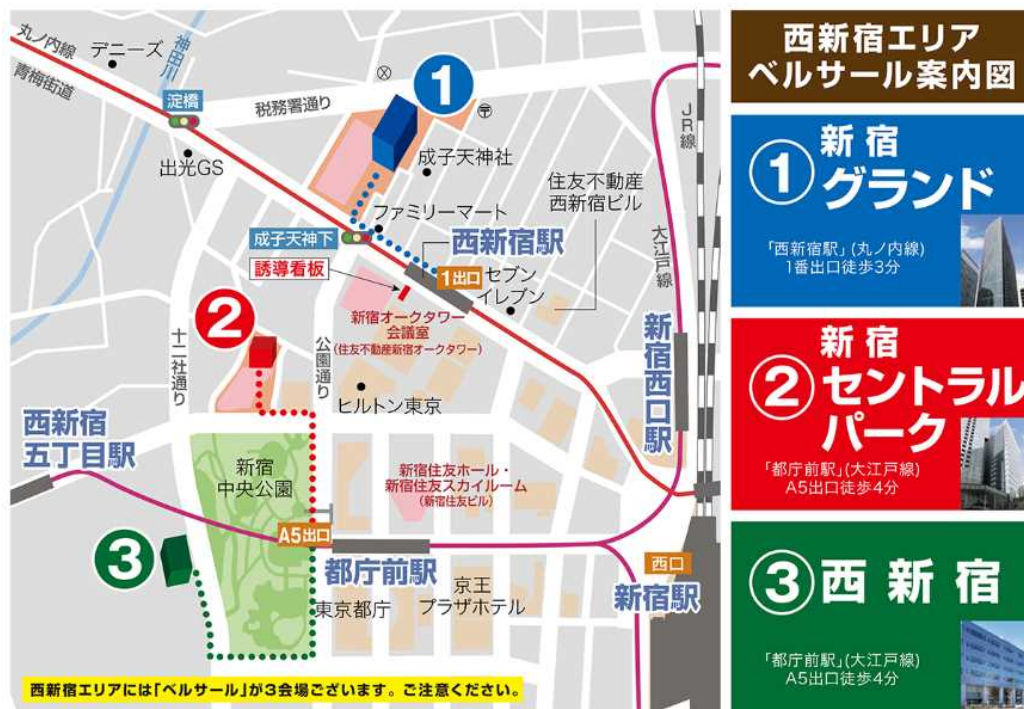 丸ノ内線
デニーズ
神田川
青梅街道
淀橋
税務署通り
1
出光GS
成子天神社
ファミリーマート
成子天神下
誘導看板
西新宿駅
1出口
セブン
イレブン
住友不動産
西新宿ビル
JR線
大江戸線
2
新宿オークタワー
会議室
(住友不動産新宿オークタワー)
十二社通り
公園通り
ヒルトン東京
新宿西口駅
西新宿
五丁目駅
新宿
中央公園
新宿住友ホール・
新宿住友スカイルーム
(新宿住友ビル)
3
A5出口
都庁前駅
東京都庁
京王
プラザホテル
西口
新宿駅
西新宿エリアには「ベルサール」が3会場ございます。ご注意ください。
西新宿エリア
ベルサール案内図
1 新宿
グランド
「西新宿駅」(丸ノ内線)
1番出口徒歩3分
2 新宿
セントラル
パーク
「都庁前駅」(大江戸線)
A5出口徒歩4分
3 西新宿
「都庁前駅」(大江戸線)
A5出口徒歩4分